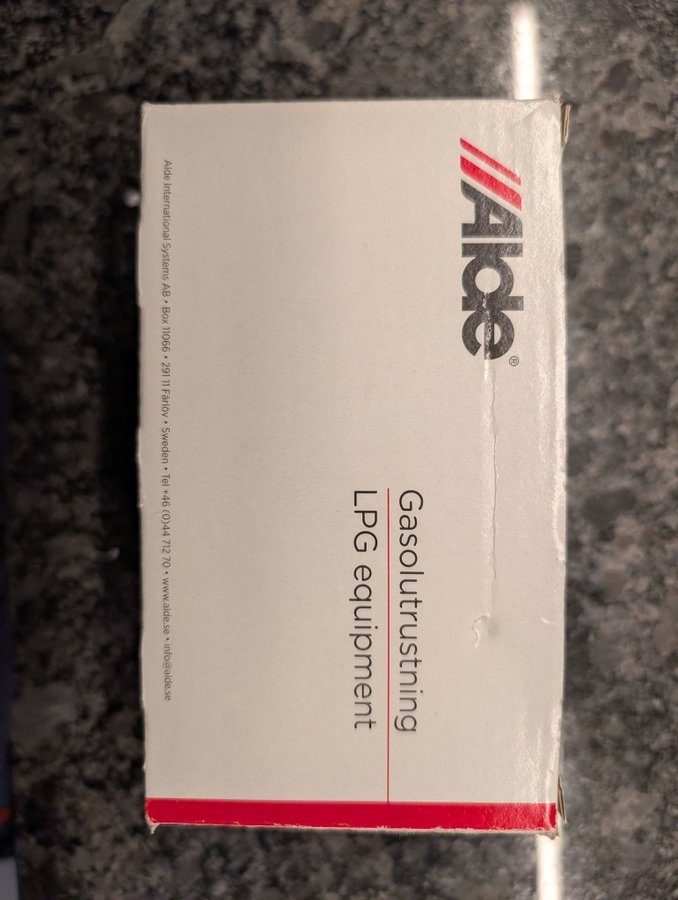 Alde®
Gasolutrustning
LPG equipment
Alde International Systems AB • Box 11066 • 291 11 Färlöv • Sweden • Tel +46 (0)44 712 70 • www.alde.se • info@alde.se